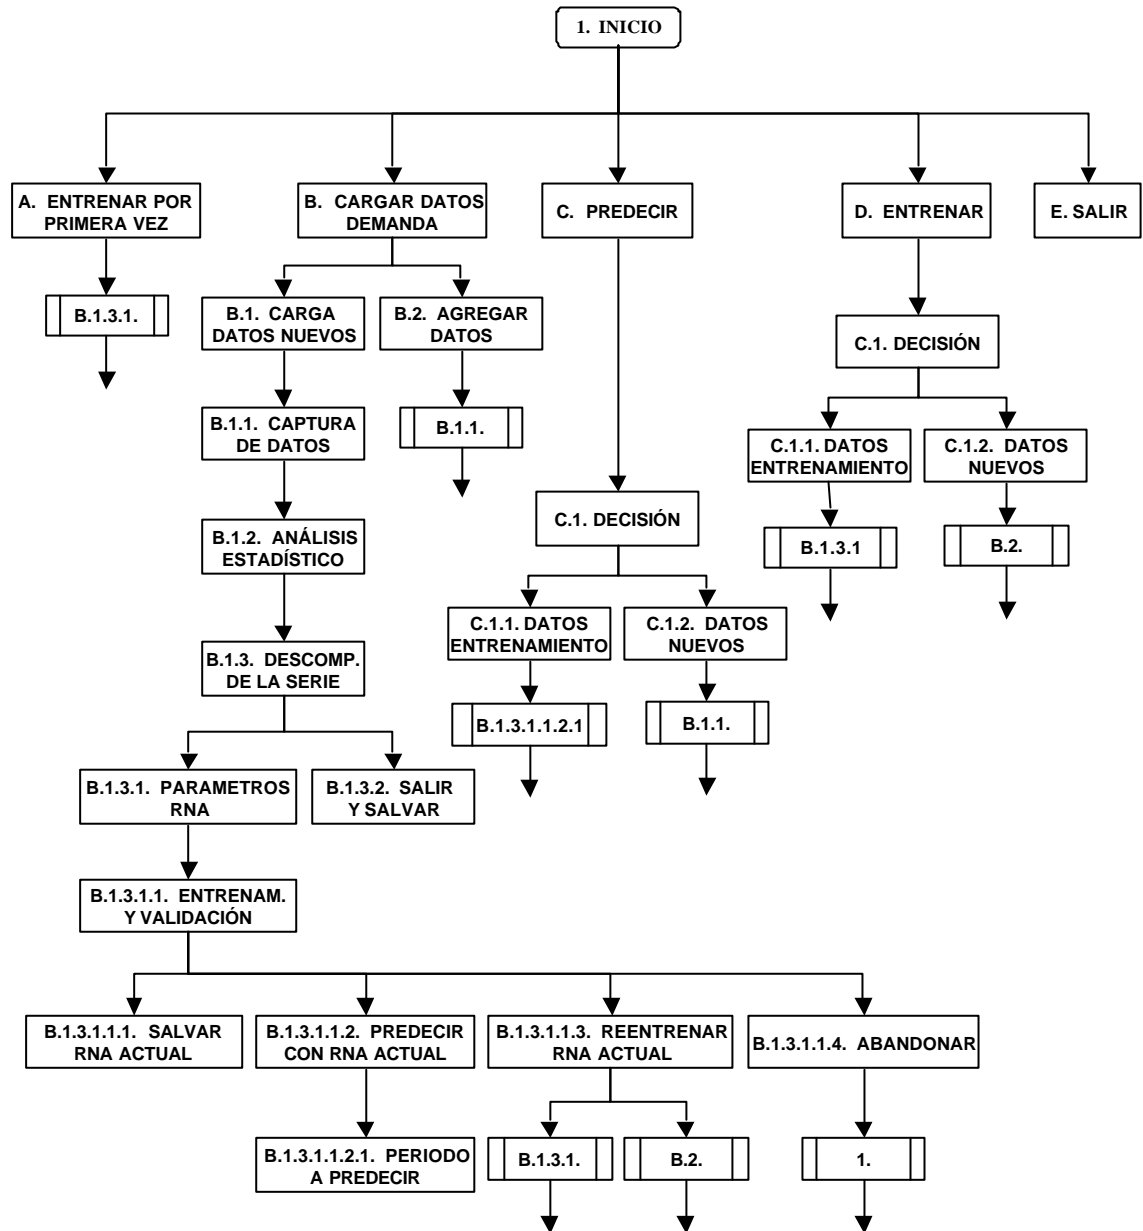 1. INICIO
A. ENTRENAR POR
PRIMERA VEZ
B. CARGAR DATOS
DEMANDA
C. PREDECIR
D. ENTRENAR
E. SALIR
B.1.3.1.
B.1. CARGA
DATOS NUEVOS
B.2. AGREGAR
DATOS
C.1. DECISIÓN
B.1.1. CAPTURA
DE DATOS
B.1.1.
C.1.1. DATOS
ENTRENAMIENTO
C.1.2. DATOS
NUEVOS
B.1.2. ANÁLISIS
ESTADÍSTICO
C.1. DECISIÓN
B.1.3.1
B.2.
B.1.3. DESCOMP.
DE LA SERIE
C.1.1. DATOS
ENTRENAMIENTO
C.1.2. DATOS
NUEVOS
B.1.3.1.1.2.1
B.1.1.
B.1.3.1. PARAMETROS
RNA
B.1.3.2. SALIR
Y SALVAR
B.1.3.1.1. ENTRENAM.
Y VALIDACIÓN
B.1.3.1.1.1. SALVAR
RNA ACTUAL
B.1.3.1.1.2. PREDECIR
CON RNA ACTUAL
B.1.3.1.1.3. REENTRENAR
RNA ACTUAL
B.1.3.1.1.4. ABANDONAR
B.1.3.1.1.2.1. PERIODO
A PREDECIR
B.1.3.1.
B.2.
1.